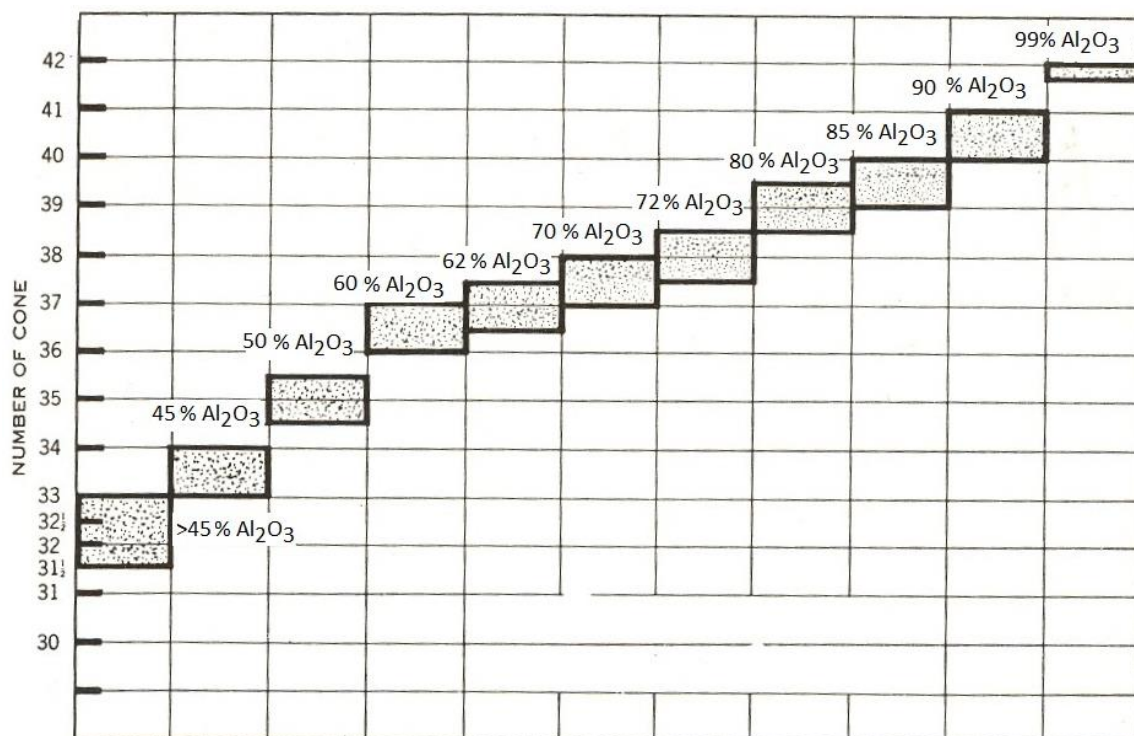 99% Al₂O₃
42
90 % Al₂O₃
41
85 % Al₂O₃
40
80 % Al₂O₃
39
72 % Al₂O₃
38
70 % Al₂O₃
62 % Al₂O₃
60 % Al₂O₃
37
50 % Al₂O₃
36
35
45 % Al₂O₃
34
33
32½
>45 % Al₂O₃
32
31½
31
30
NUMBER OF CONE